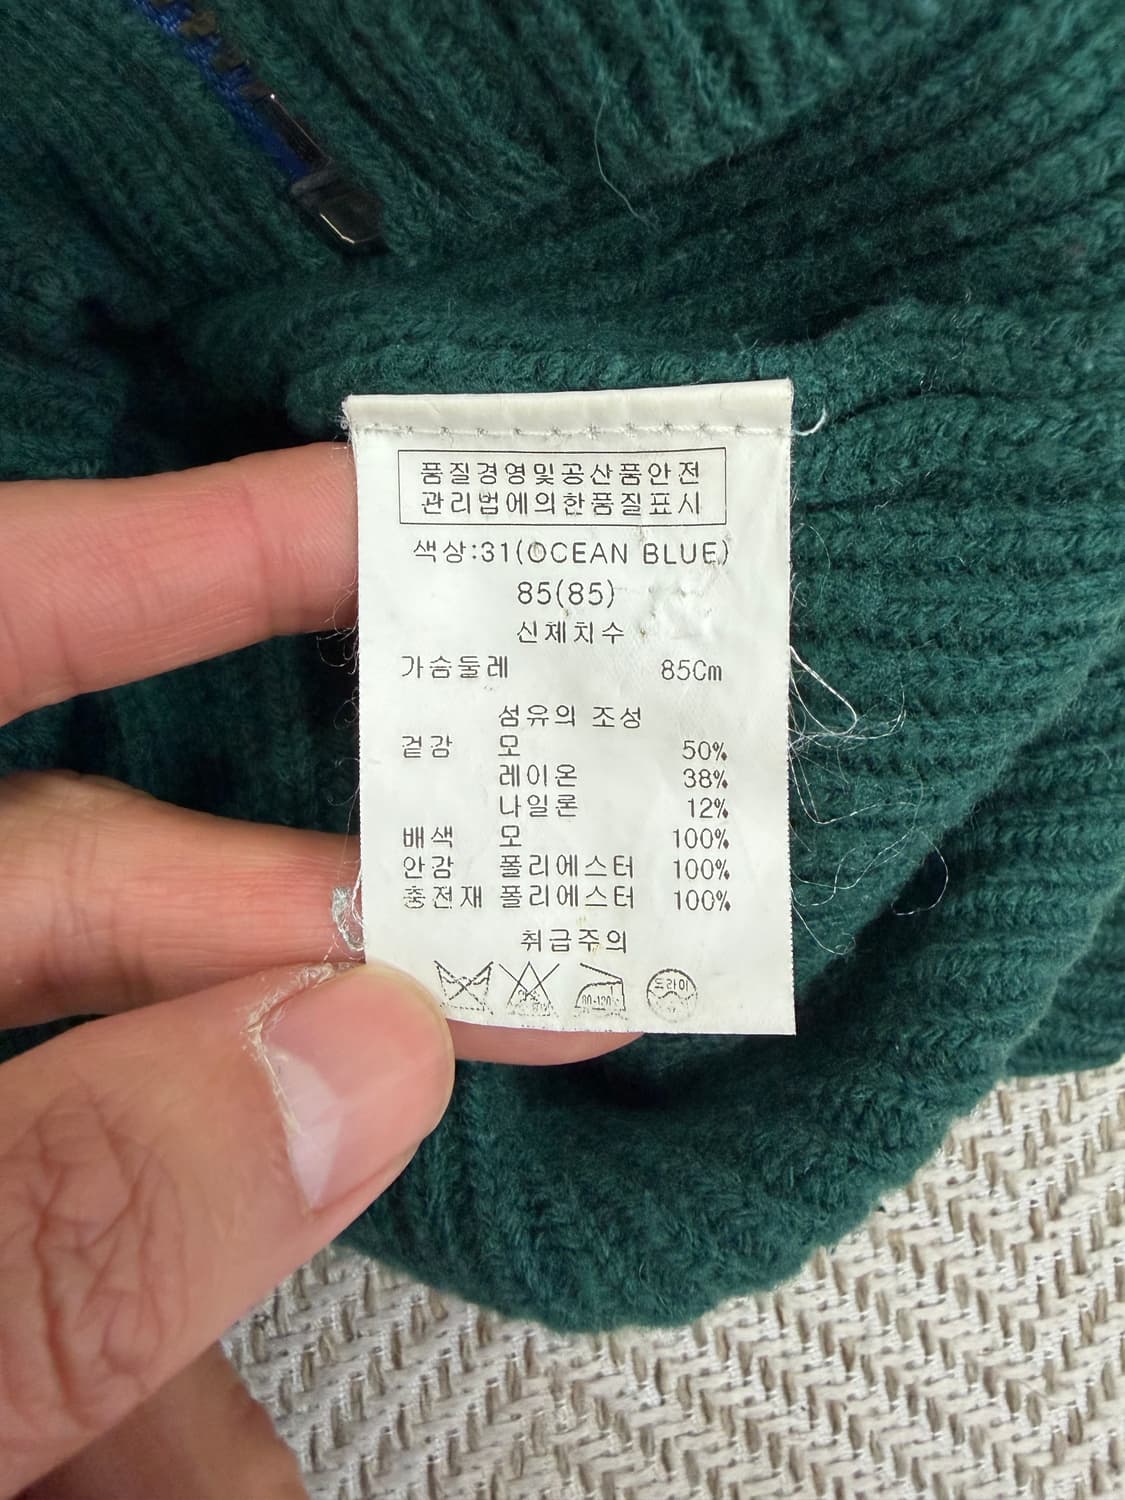 품질경영및공산품안전
관리법에의한품질표시
색상:31(OCEAN BLUE)
85(85)
신체치수
가슴둘레 85Cm
섬유의 조성
겉감 모 50%
레이온 38%
나일론 12%
배색 모 100%
안감 폴리에스터 100%
충전재 폴리에스터 100%
취급주의
80-120℃ 드라이